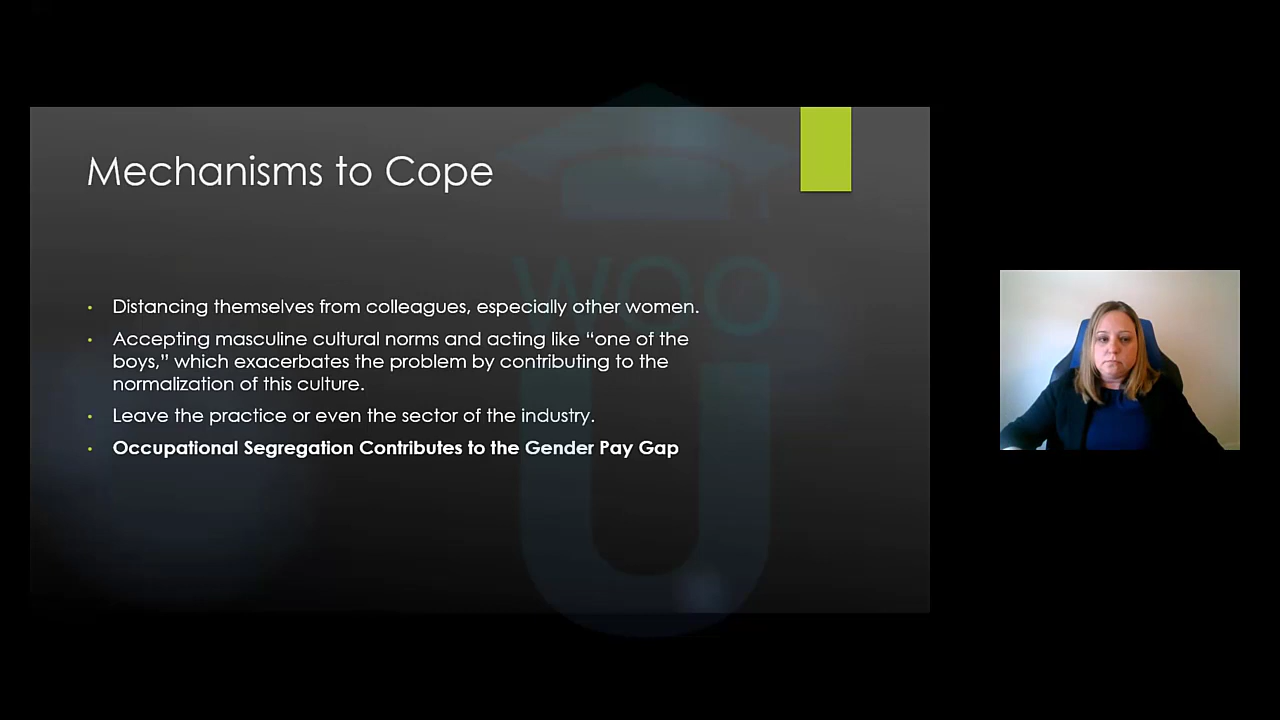 Mechanisms to Cope
• Distancing themselves from colleagues, especially other women.
• Accepting masculine cultural norms and acting like “one of the
boys,” which exacerbates the problem by contributing to the
normalization of this culture.
• Leave the practice or even the sector of the industry.
• Occupational Segregation Contributes to the Gender Pay Gap
WOO
U